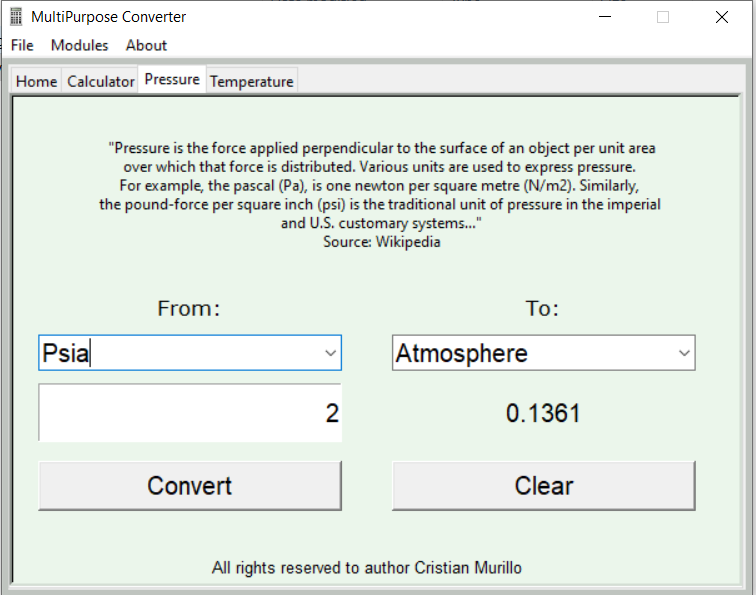 MultiPurpose Converter
File Modules About
Home Calculator Pressure Temperature
"Pressure is the force applied perpendicular to the surface of an object per unit area
over which that force is distributed. Various units are used to express pressure.
For example, the pascal (Pa), is one newton per square metre (N/m2). Similarly,
the pound-force per square inch (psi) is the traditional unit of pressure in the imperial
and U.S. customary systems..."
Source: Wikipedia
From: To:
Psia Atmosphere
2 0.1361
Convert Clear
All rights reserved to author Cristian Murillo